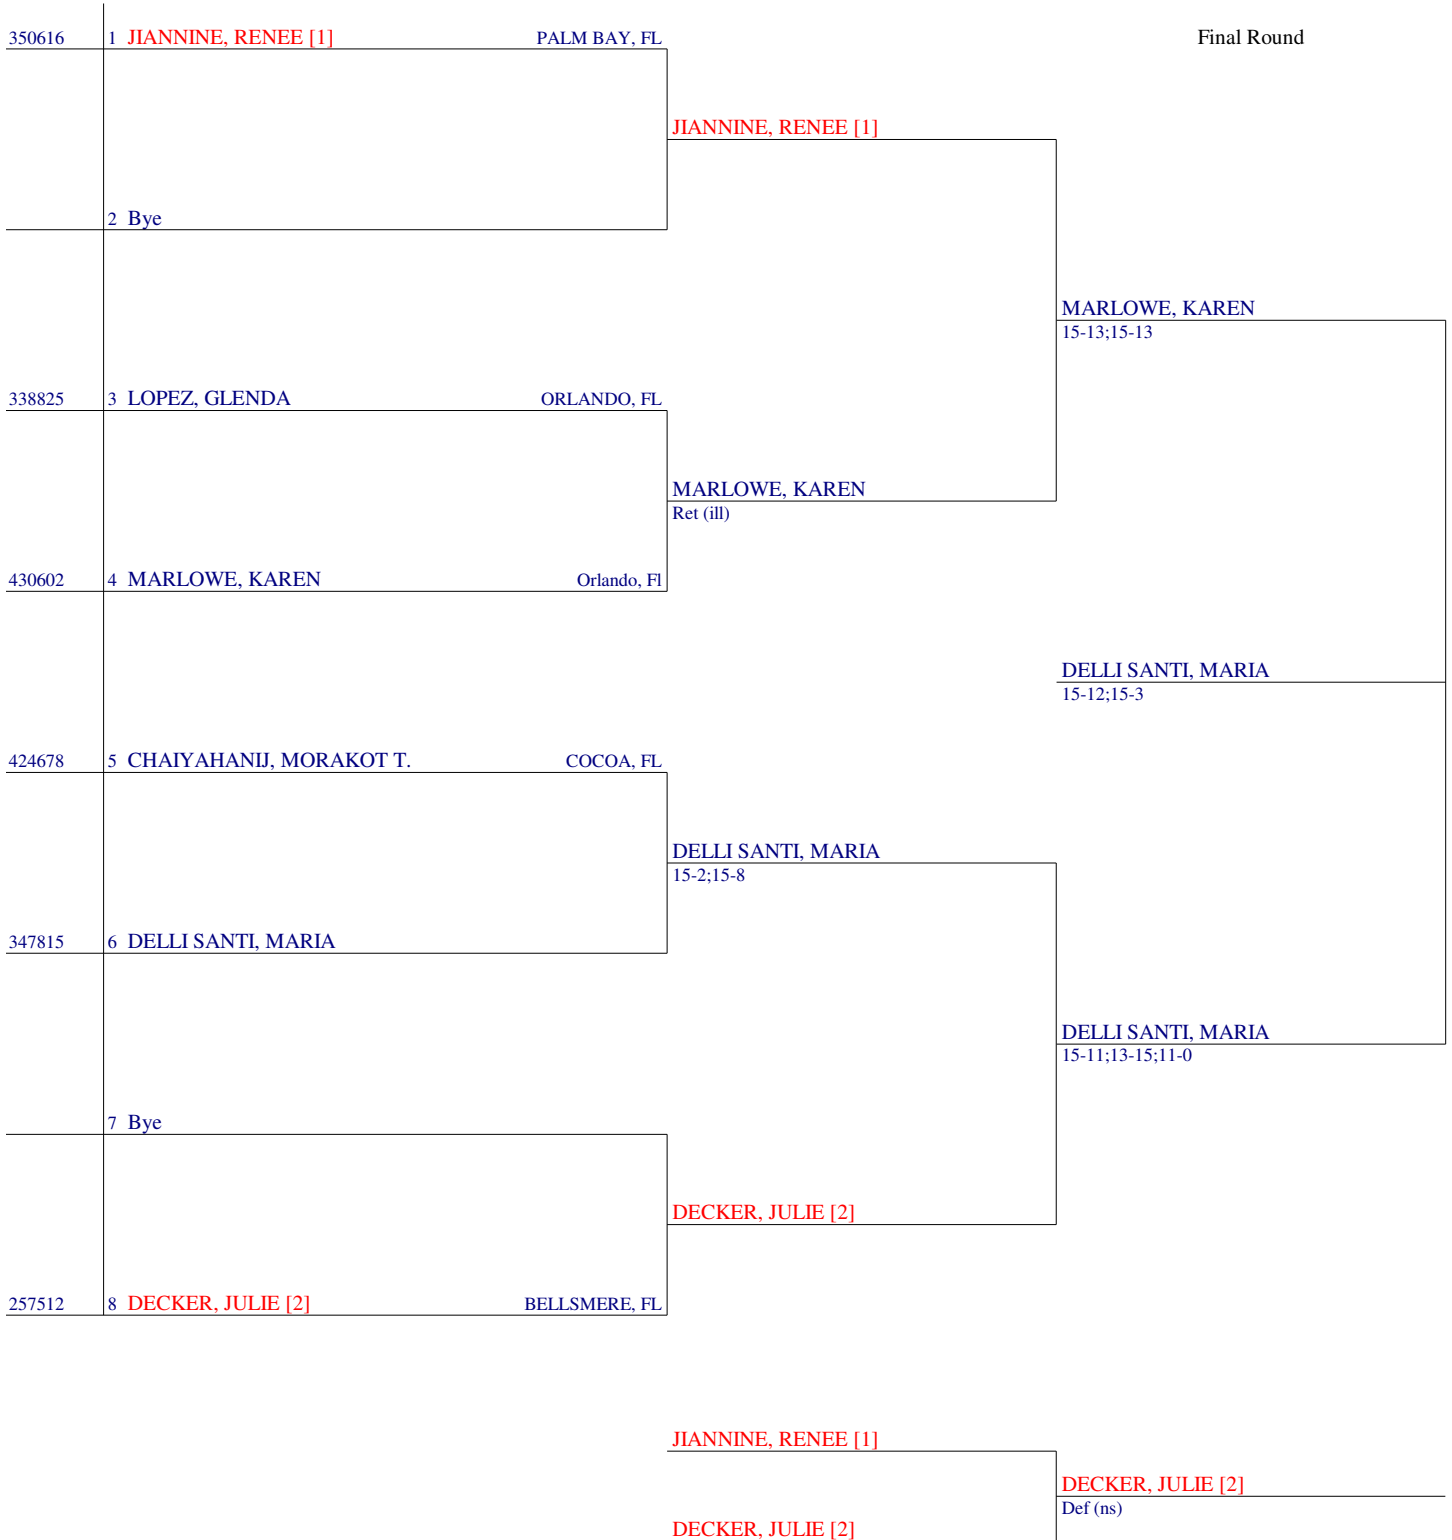 350616 1 JIANNINE, RENEE [1] PALM BAY, FL Final Round
JIANNINE, RENEE [1]
2 Bye
MARLOWE, KAREN
15-13;15-13
338825 3 LOPEZ, GLENDA ORLANDO, FL
MARLOWE, KAREN
Ret (ill)
430602 4 MARLOWE, KAREN Orlando, Fl
DELLI SANTI, MARIA
15-12;15-3
424678 5 CHAIYAHANIJ, MORAKOT T. COCOA, FL
DELLI SANTI, MARIA
15-2;15-8
347815 6 DELLI SANTI, MARIA
DELLI SANTI, MARIA
15-11;13-15;11-0
7 Bye
DECKER, JULIE [2]
257512 8 DECKER, JULIE [2] BELLSMERE, FL
JIANNINE, RENEE [1]
DECKER, JULIE [2]
Def (ns)
DECKER, JULIE [2]